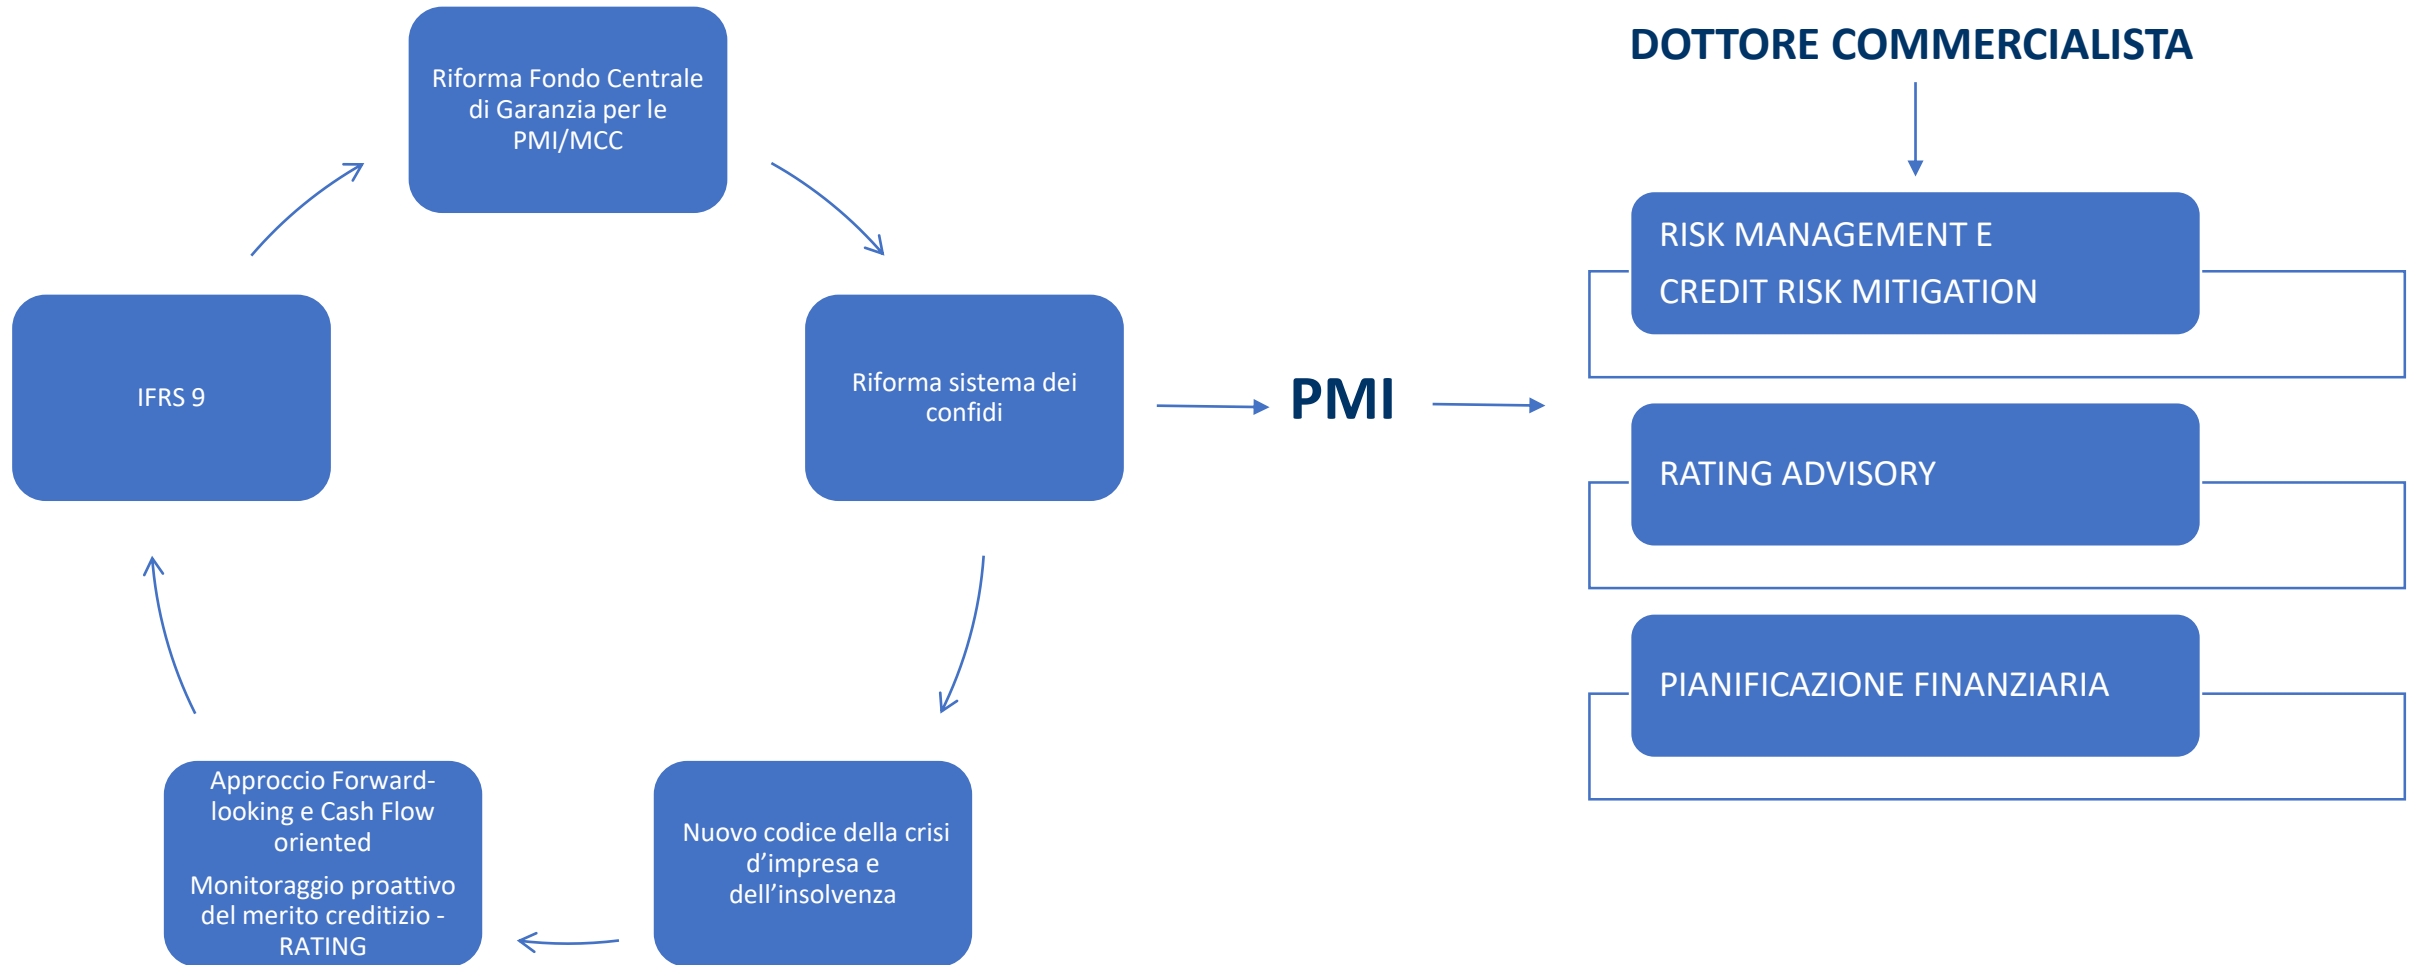 Riforma Fondo Centrale
di Garanzia per le
PMI/MCC
Riforma sistema dei
confidi
Nuovo codice della crisi
d’impresa e
dell’insolvenza
Approccio Forward-
looking e Cash Flow
oriented
Monitoraggio proattivo
del merito creditizio -
RATING
IFRS 9
PMI
DOTTORE COMMERCIALISTA
RISK MANAGEMENT E
CREDIT RISK MITIGATION
RATING ADVISORY
PIANIFICAZIONE FINANZIARIA